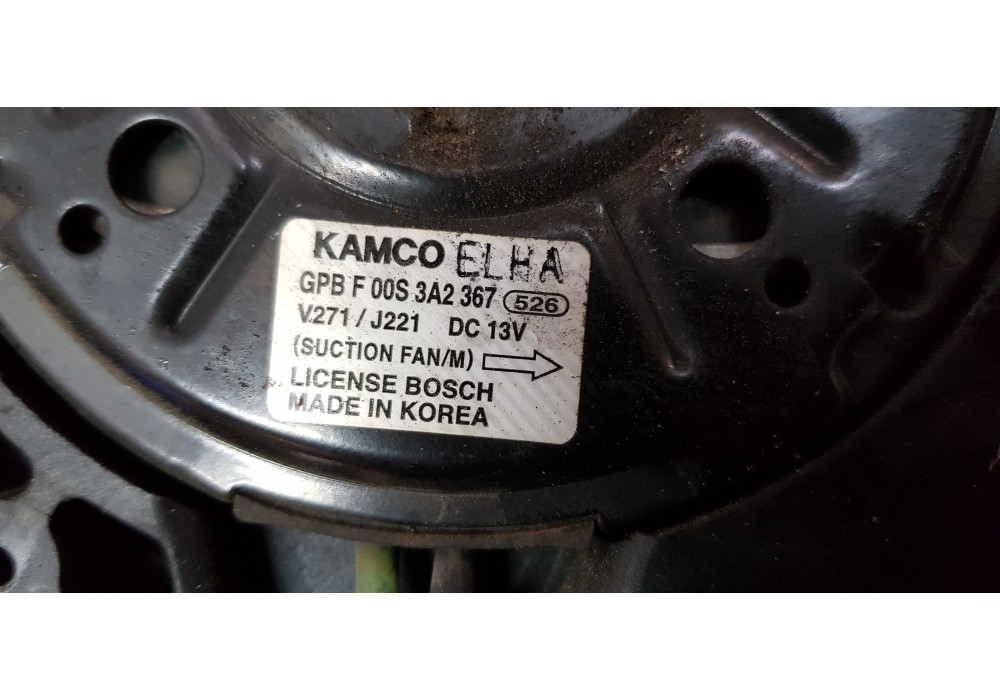 KAMCO ELHA
GPB F 00S 3A2 367 526
V271 / J221 DC 13V
(SUCTION FAN/M)
LICENSE BOSCH
MADE IN KOREA